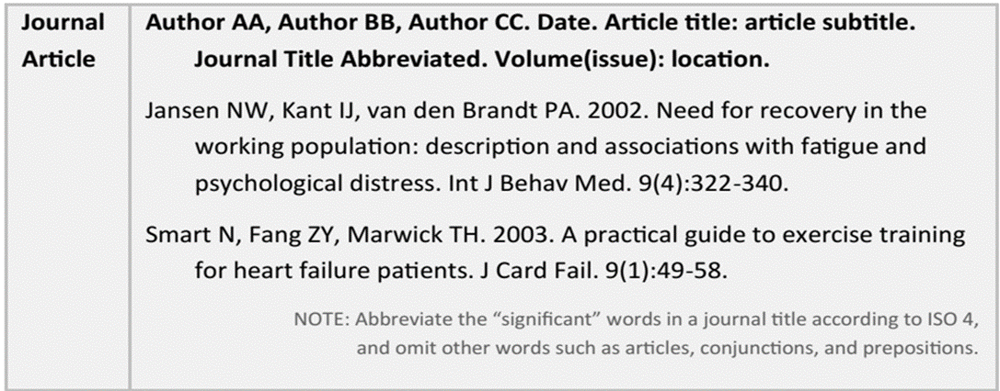 Journal
Article
Author AA, Author BB, Author CC. Date. Article title: article subtitle.
Journal Title Abbreviated. Volume(issue): location.
Jansen NW, Kant IJ, van den Brandt PA. 2002. Need for recovery in the
working population: description and associations with fatigue and
psychological distress. Int J Behav Med. 9(4):322-340.
Smart N, Fang ZY, Marwick TH. 2003. A practical guide to exercise training
for heart failure patients. J Card Fail. 9(1):49-58.
NOTE: Abbreviate the “significant” words in a journal title according to ISO 4,
and omit other words such as articles, conjunctions, and prepositions.